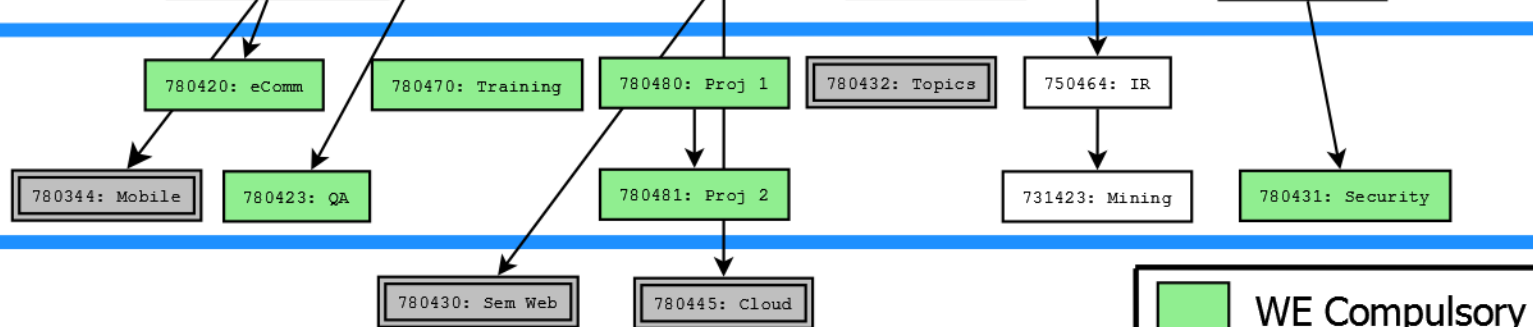 780420: eComm
780470: Training
780480: Proj 1
780432: Topics
750464: IR
780344: Mobile
780423: QA
780481: Proj 2
731423: Mining
780431: Security
780430: Sem Web
780445: Cloud
WE Compulsory